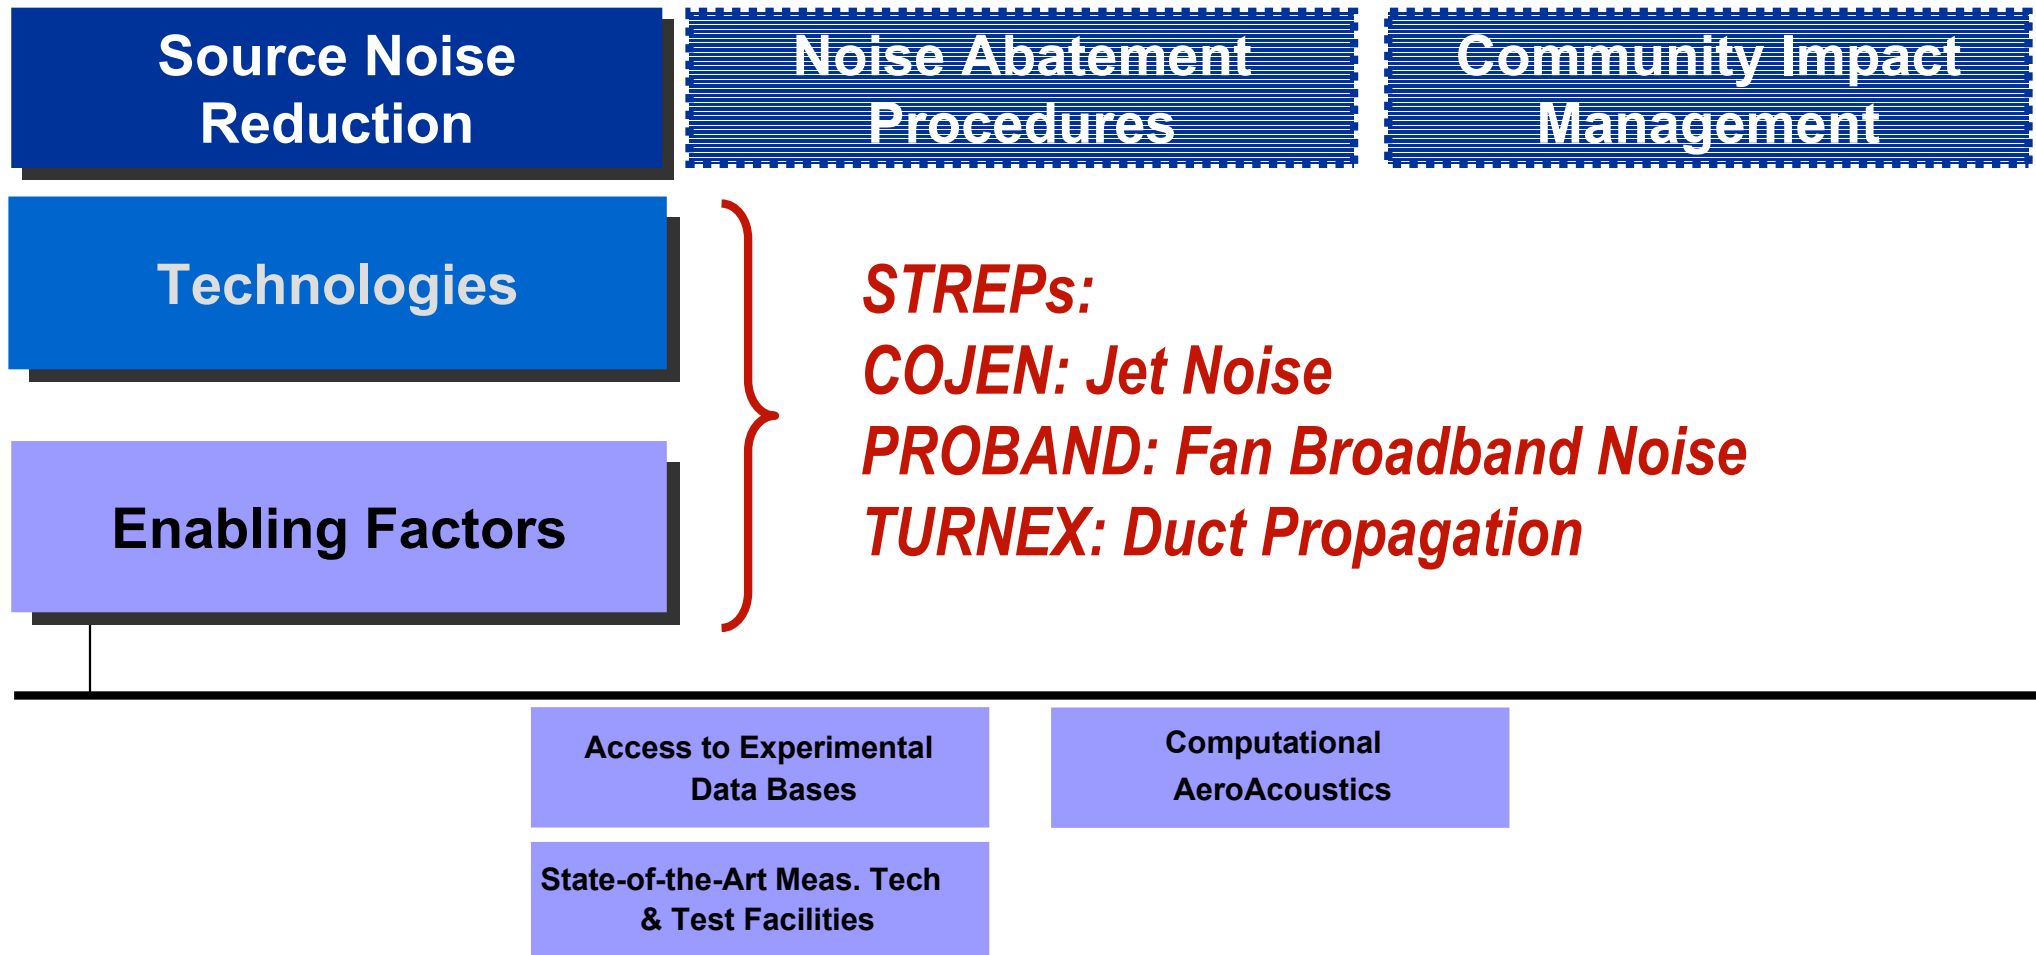 Source Noise
Reduction
Noise Abatement
Procedures
Community Impact
Management
Technologies
Enabling Factors
STREPs:
COJEN: Jet Noise
PROBAND: Fan Broadband Noise
TURNEX: Duct Propagation
Access to Experimental
Data Bases
Computational
AeroAcoustics
State-of-the-Art Meas. Tech
& Test Facilities